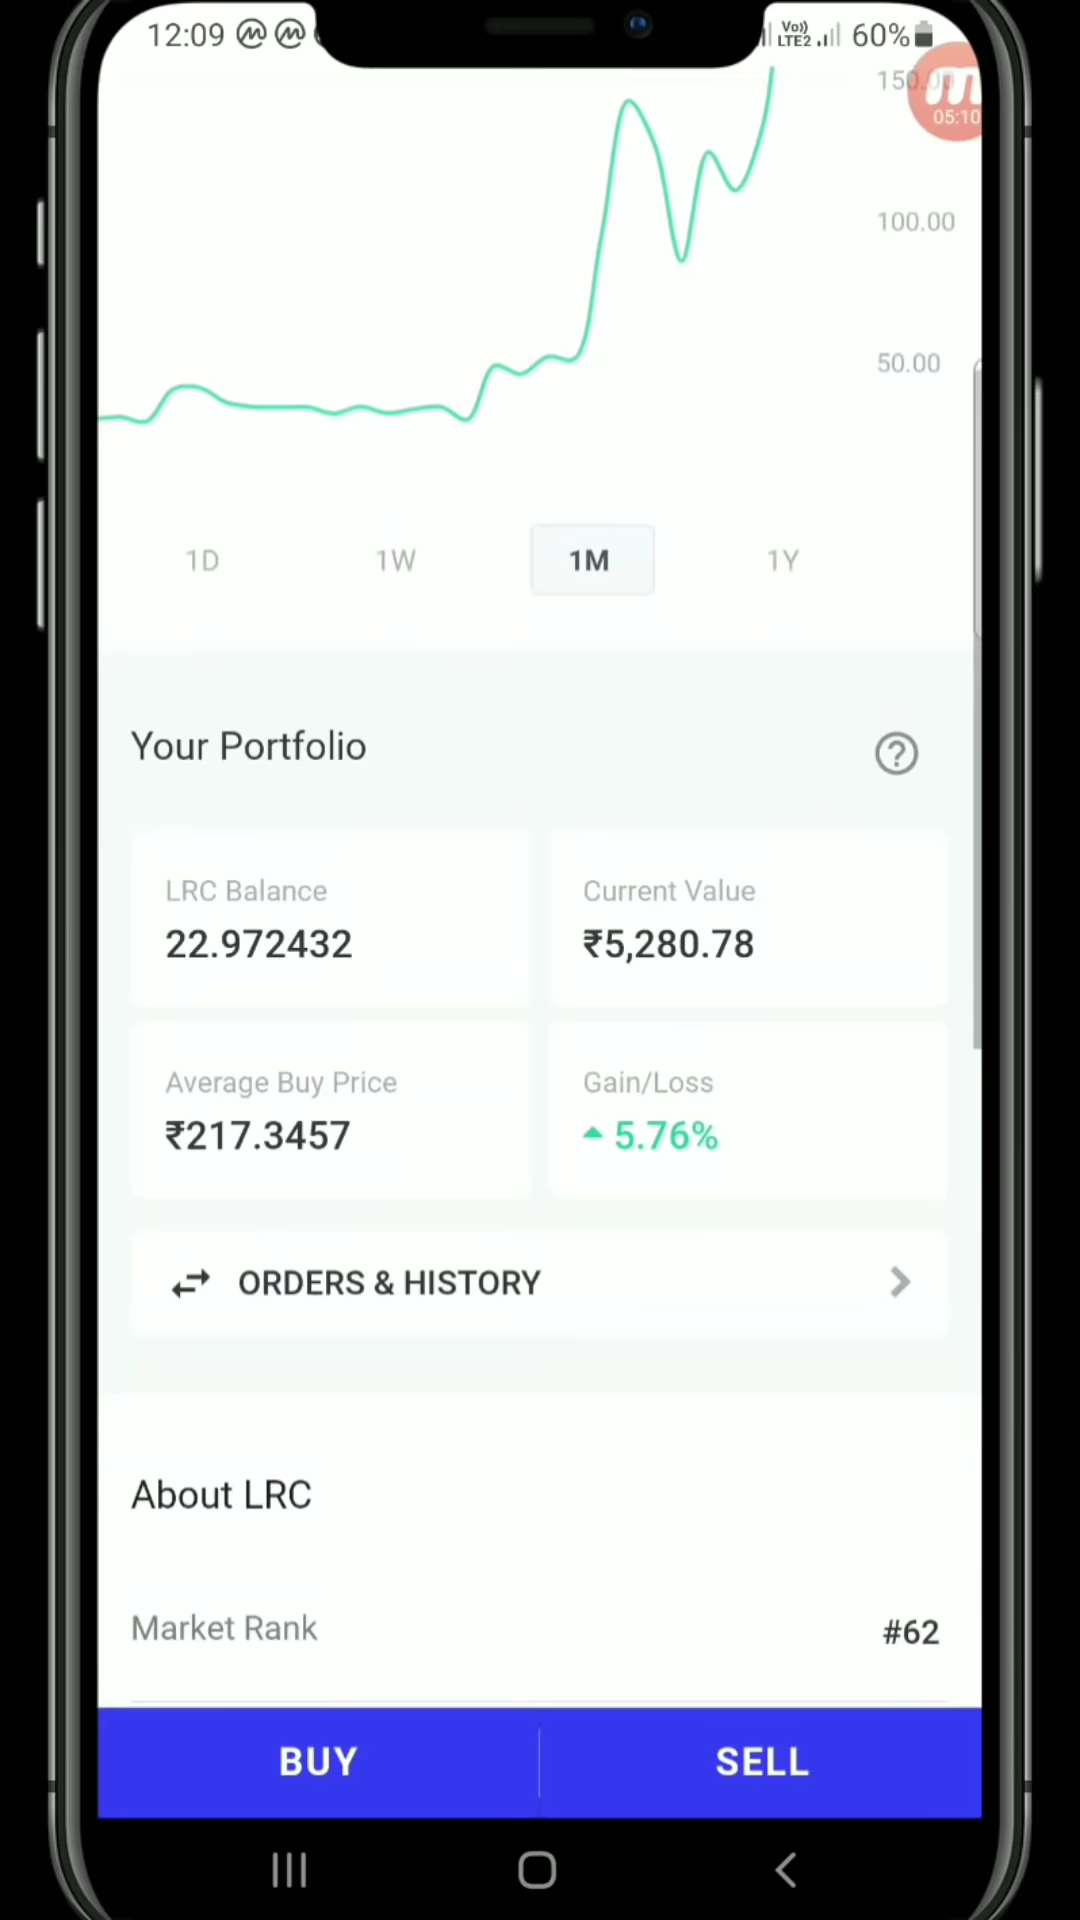 12:09
Vo))
LTE2
60%
150.00
05:10
100.00
50.00
1D 1W 1M 1Y
Your Portfolio
LRC Balance
22.972432
Current Value
₹5,280.78
Average Buy Price
₹217.3457
Gain/Loss
5.76%
ORDERS & HISTORY
About LRC
Market Rank
#62
BUY
SELL